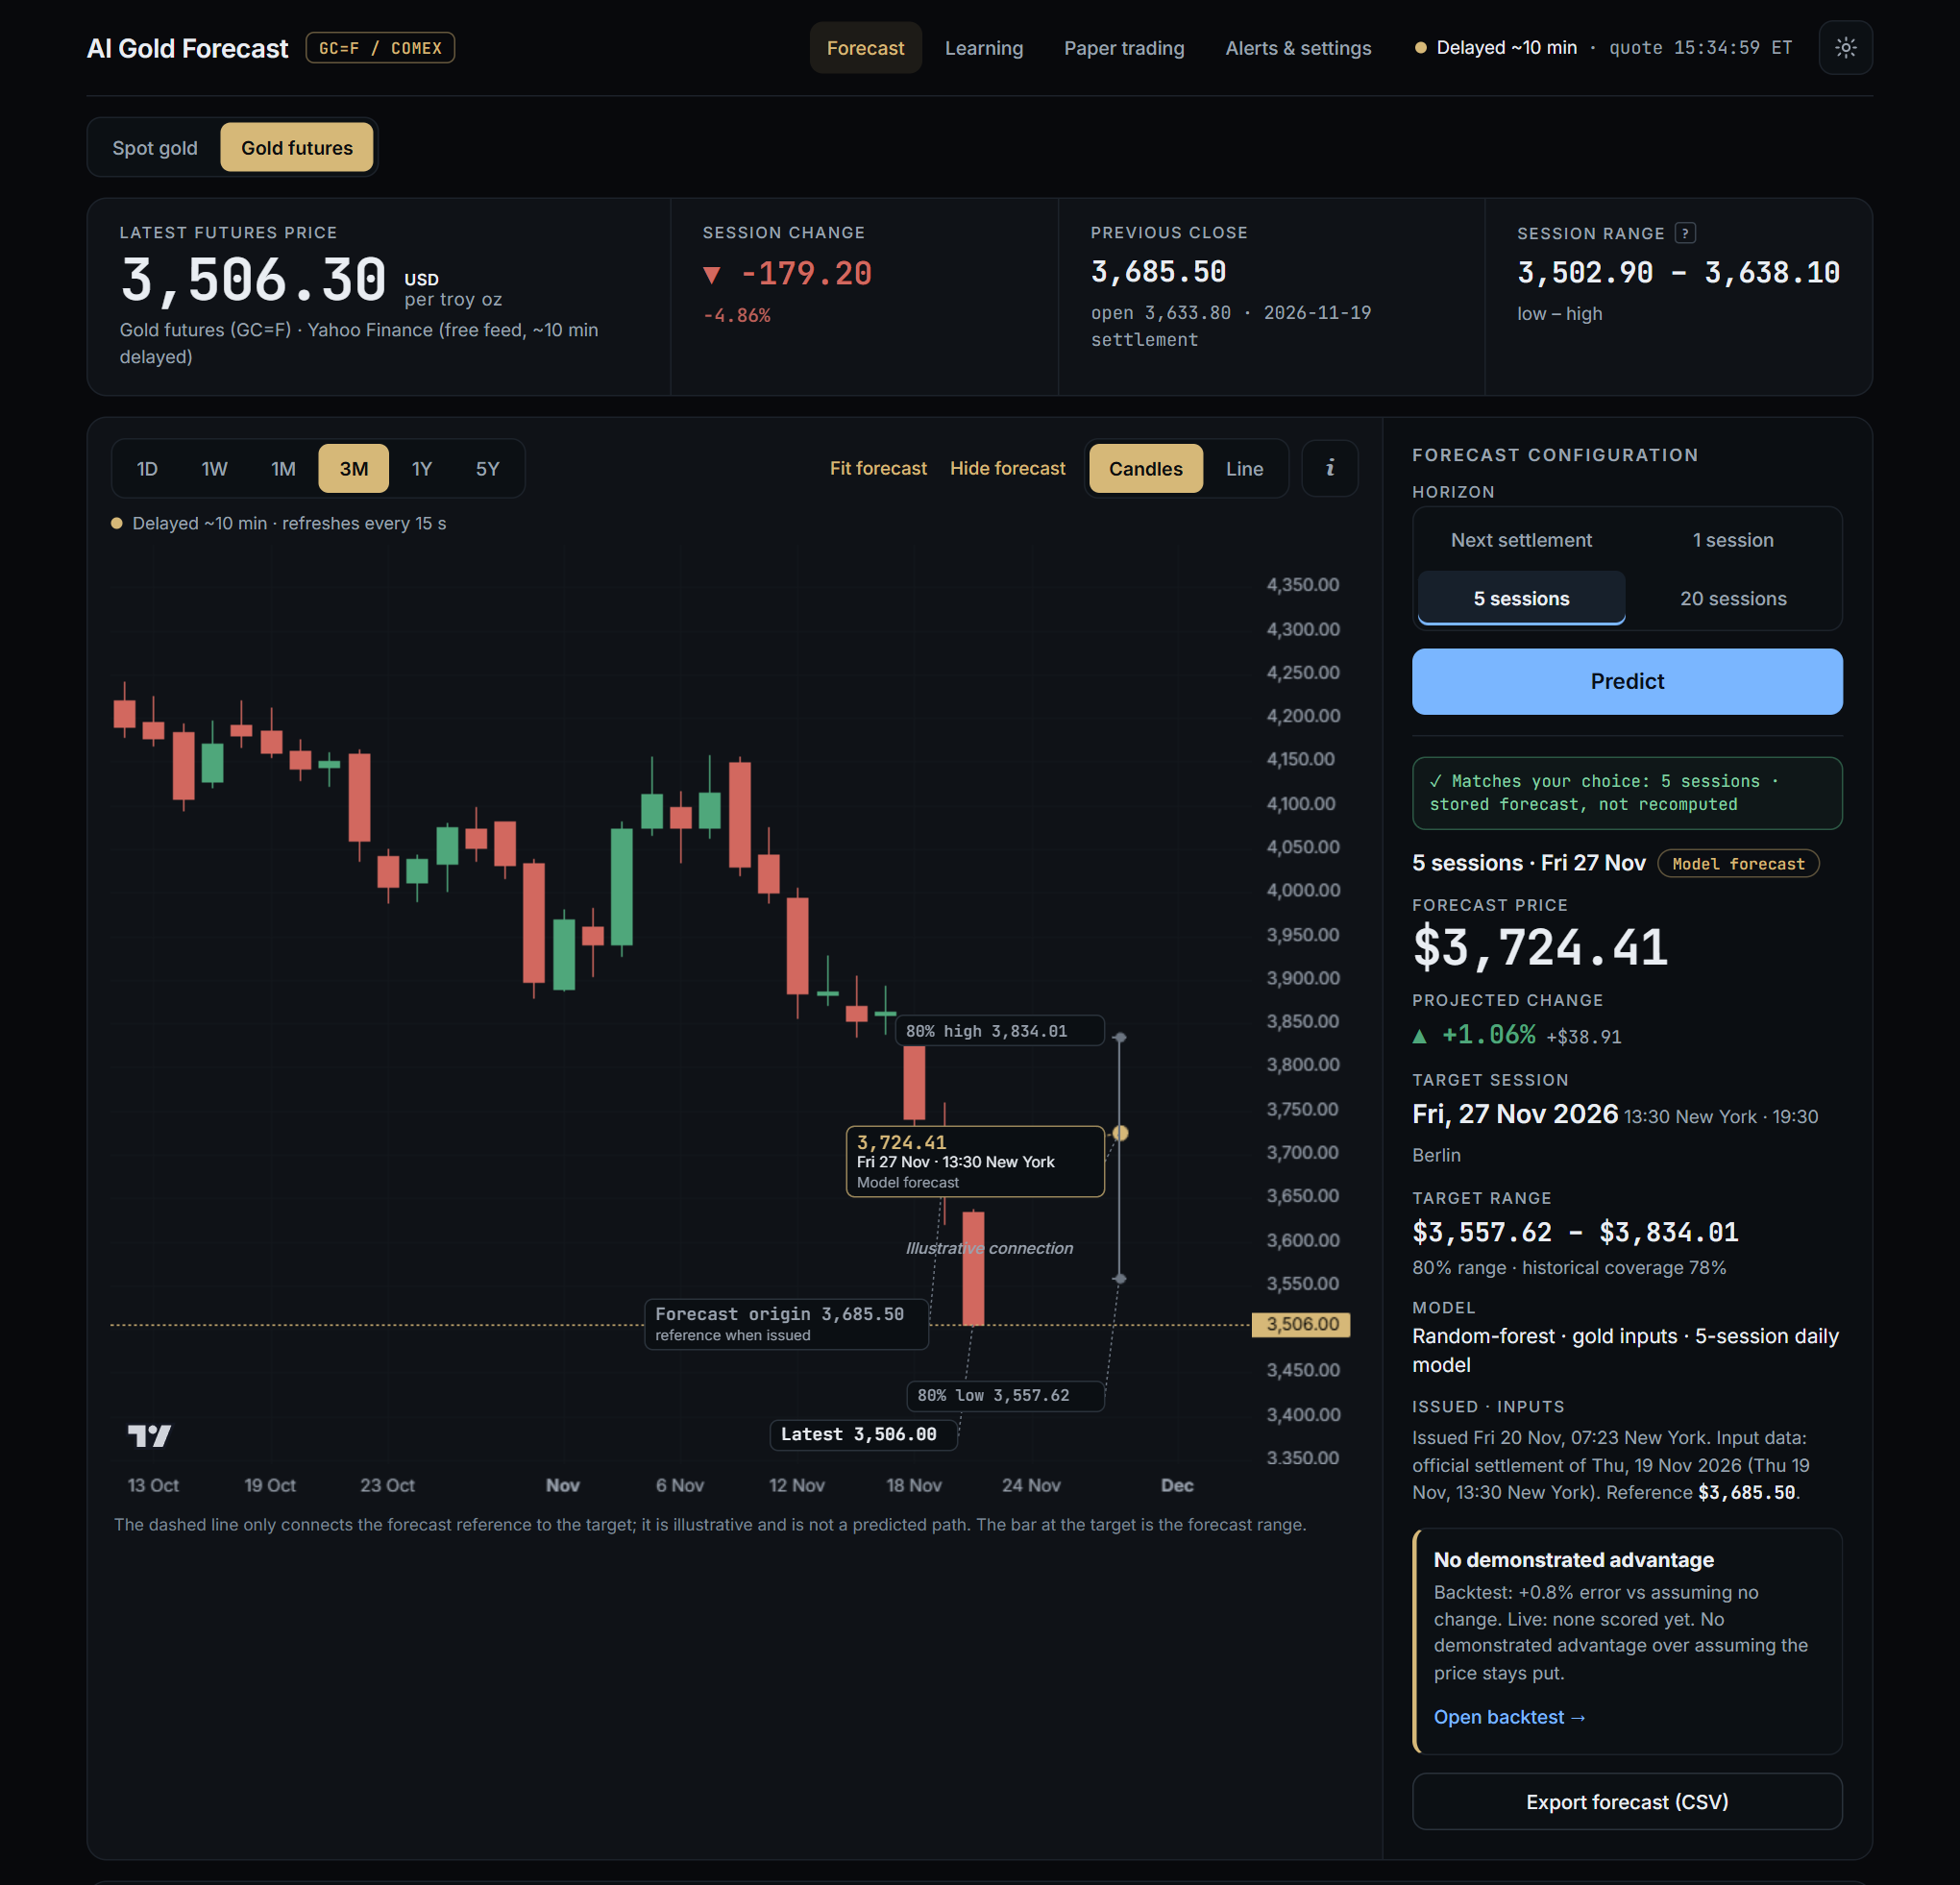 AI Gold Forecast
GC=F / COMEX
Forecast
Learning
Paper trading
Alerts & settings
Delayed ~10 min · quote 15:34:59 ET
Spot gold
Gold futures
LATEST FUTURES PRICE
3,506.30 USD
per troy oz
Gold futures (GC=F) · Yahoo Finance (free feed, ~10 min
delayed)
SESSION CHANGE
▼ -179.20
-4.86%
PREVIOUS CLOSE
3,685.50
open 3,633.80 · 2026-11-19
settlement
SESSION RANGE ?
3,502.90 – 3,638.10
low – high
1D
1W
1M
3M
1Y
5Y
Fit forecast
Hide forecast
Candles
Line
i
Delayed ~10 min · refreshes every 15 s
4,350.00
4,300.00
4,250.00
4,200.00
4,150.00
4,100.00
4,050.00
4,000.00
3,950.00
3,900.00
3,850.00
3,800.00
3,750.00
3,700.00
3,650.00
3,600.00
3,550.00
3,506.00
3,450.00
3,400.00
3,350.00
80% high 3,834.01
3,724.41
Fri 27 Nov · 13:30 New York
Model forecast
Illustrative connection
Forecast origin 3,685.50
reference when issued
80% low 3,557.62
Latest 3,506.00
13 Oct
19 Oct
23 Oct
Nov
6 Nov
12 Nov
18 Nov
24 Nov
Dec
The dashed line only connects the forecast reference to the target; it is illustrative and is not a predicted path. The bar at the target is the forecast range.
FORECAST CONFIGURATION
HORIZON
Next settlement
1 session
5 sessions
20 sessions
Predict
✓ Matches your choice: 5 sessions ·
stored forecast, not recomputed
5 sessions · Fri 27 Nov
Model forecast
FORECAST PRICE
$3,724.41
PROJECTED CHANGE
▲ +1.06% +$38.91
TARGET SESSION
Fri, 27 Nov 2026 13:30 New York · 19:30
Berlin
TARGET RANGE
$3,557.62 – $3,834.01
80% range · historical coverage 78%
MODEL
Random-forest · gold inputs · 5-session daily
model
ISSUED · INPUTS
Issued Fri 20 Nov, 07:23 New York. Input data:
official settlement of Thu, 19 Nov 2026 (Thu 19
Nov, 13:30 New York). Reference $3,685.50.
No demonstrated advantage
Backtest: +0.8% error vs assuming no
change. Live: none scored yet. No
demonstrated advantage over assuming the
price stays put.
Open backtest →
Export forecast (CSV)